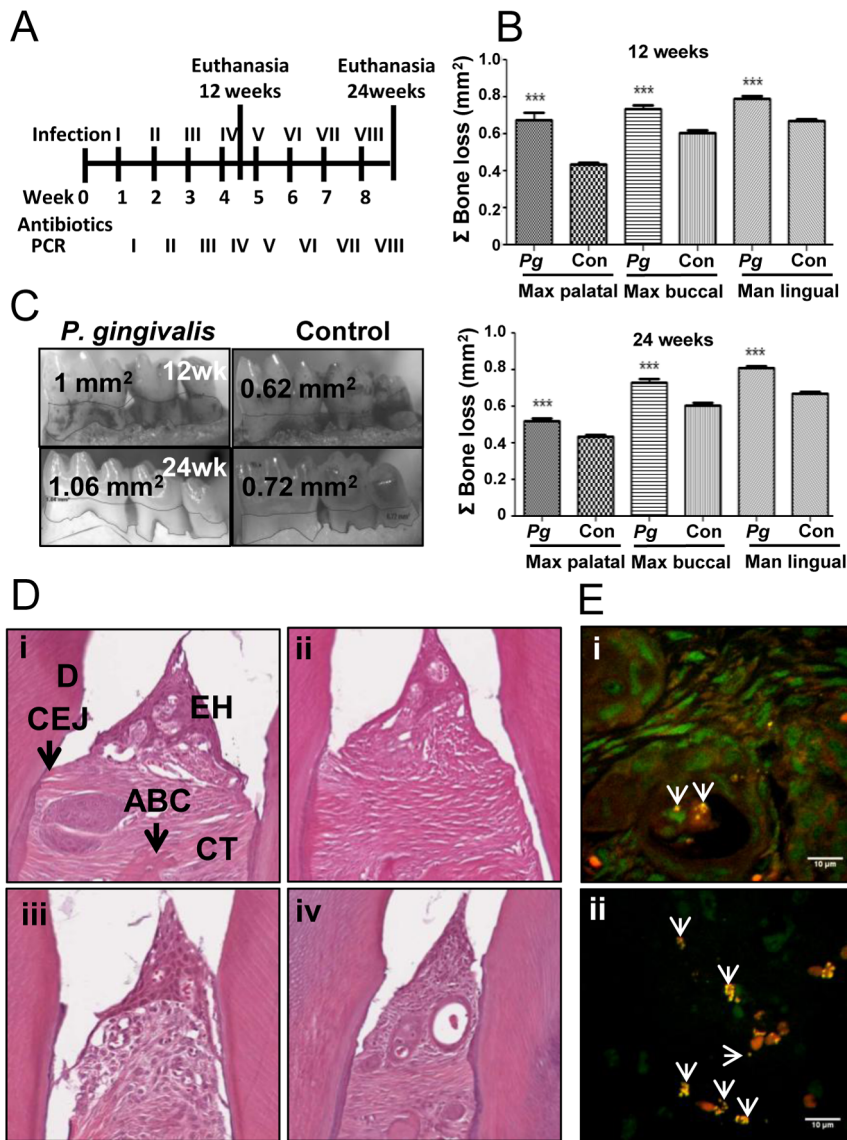 A
Euthanasia Euthanasia
12 weeks 24weeks
Infection I II III IV V VI VII VIII
Week 0 1 2 3 4 5 6 7 8
Antibiotics
PCR I II III IV V VI VII VIII
B
12 weeks
Σ Bone loss (mm²)
1.0
0.8
0.6
0.4
0.2
0
*** *** ***
Pg Con Pg Con Pg Con
Max palatal Max buccal Man lingual
24 weeks
Σ Bone loss (mm²)
1.0
0.8
0.6
0.4
0.2
0
*** *** ***
Pg Con Pg Con Pg Con
Max palatal Max buccal Man lingual
C
P. gingivalis Control
1 mm² 12wk 0.62 mm²
24wk
1.06 mm² 0.72 mm²
D
i
D
EH
CEJ
ABC
CT
ii
iii
iv
E
i
10 µm
ii
10 µm